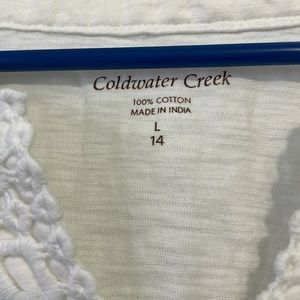 Coldwater Creek
100% COTTON
MADE IN INDIA
L
14